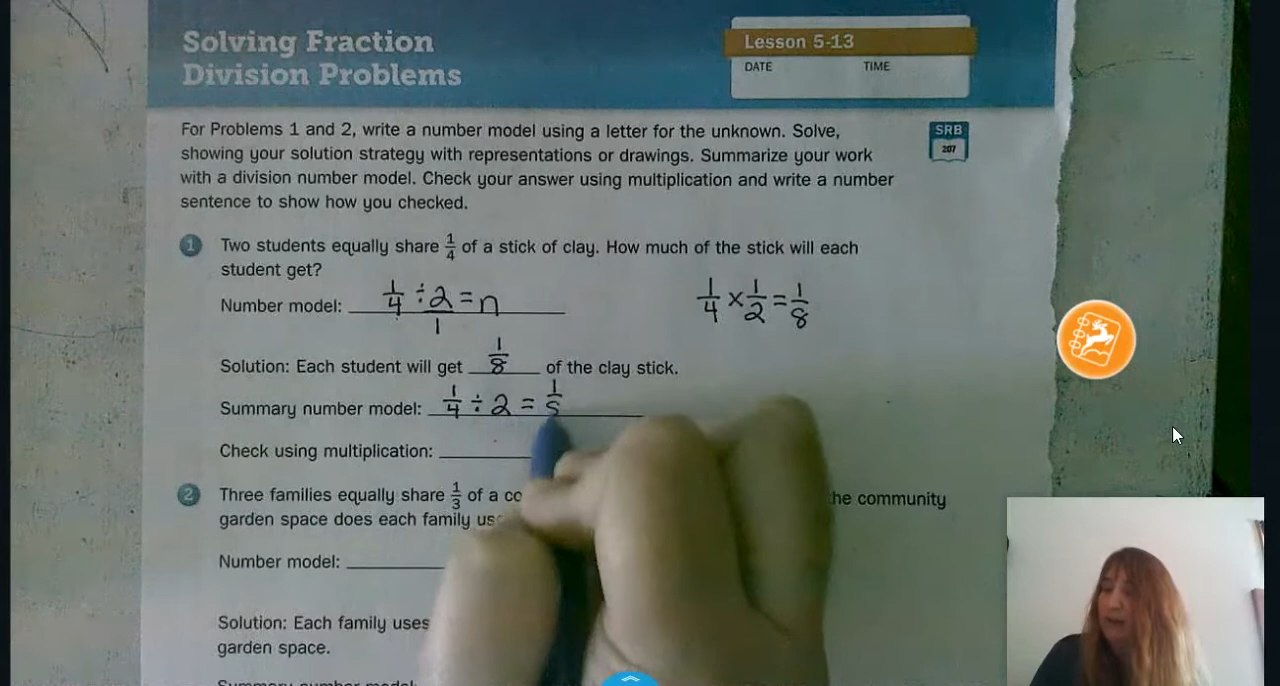 Solving Fraction
Division Problems
Lesson 5-13
DATE TIME
For Problems 1 and 2, write a number model using a letter for the unknown. Solve,
showing your solution strategy with representations or drawings. Summarize your work
with a division number model. Check your answer using multiplication and write a number
sentence to show how you checked.
SRB
207
1 Two students equally share 1/4 of a stick of clay. How much of the stick will each
student get?
Number model: 1/4 ÷ 2/1 = n
1/4 × 1/2 = 1/8
Solution: Each student will get 1/8 of the clay stick.
Summary number model: 1/4 ÷ 2 = 1/
Check using multiplication:
2 Three families equally share 1/3 of a he community
garden space does each family
Number model:
Solution: Each family uses
garden space.
Summary number model: